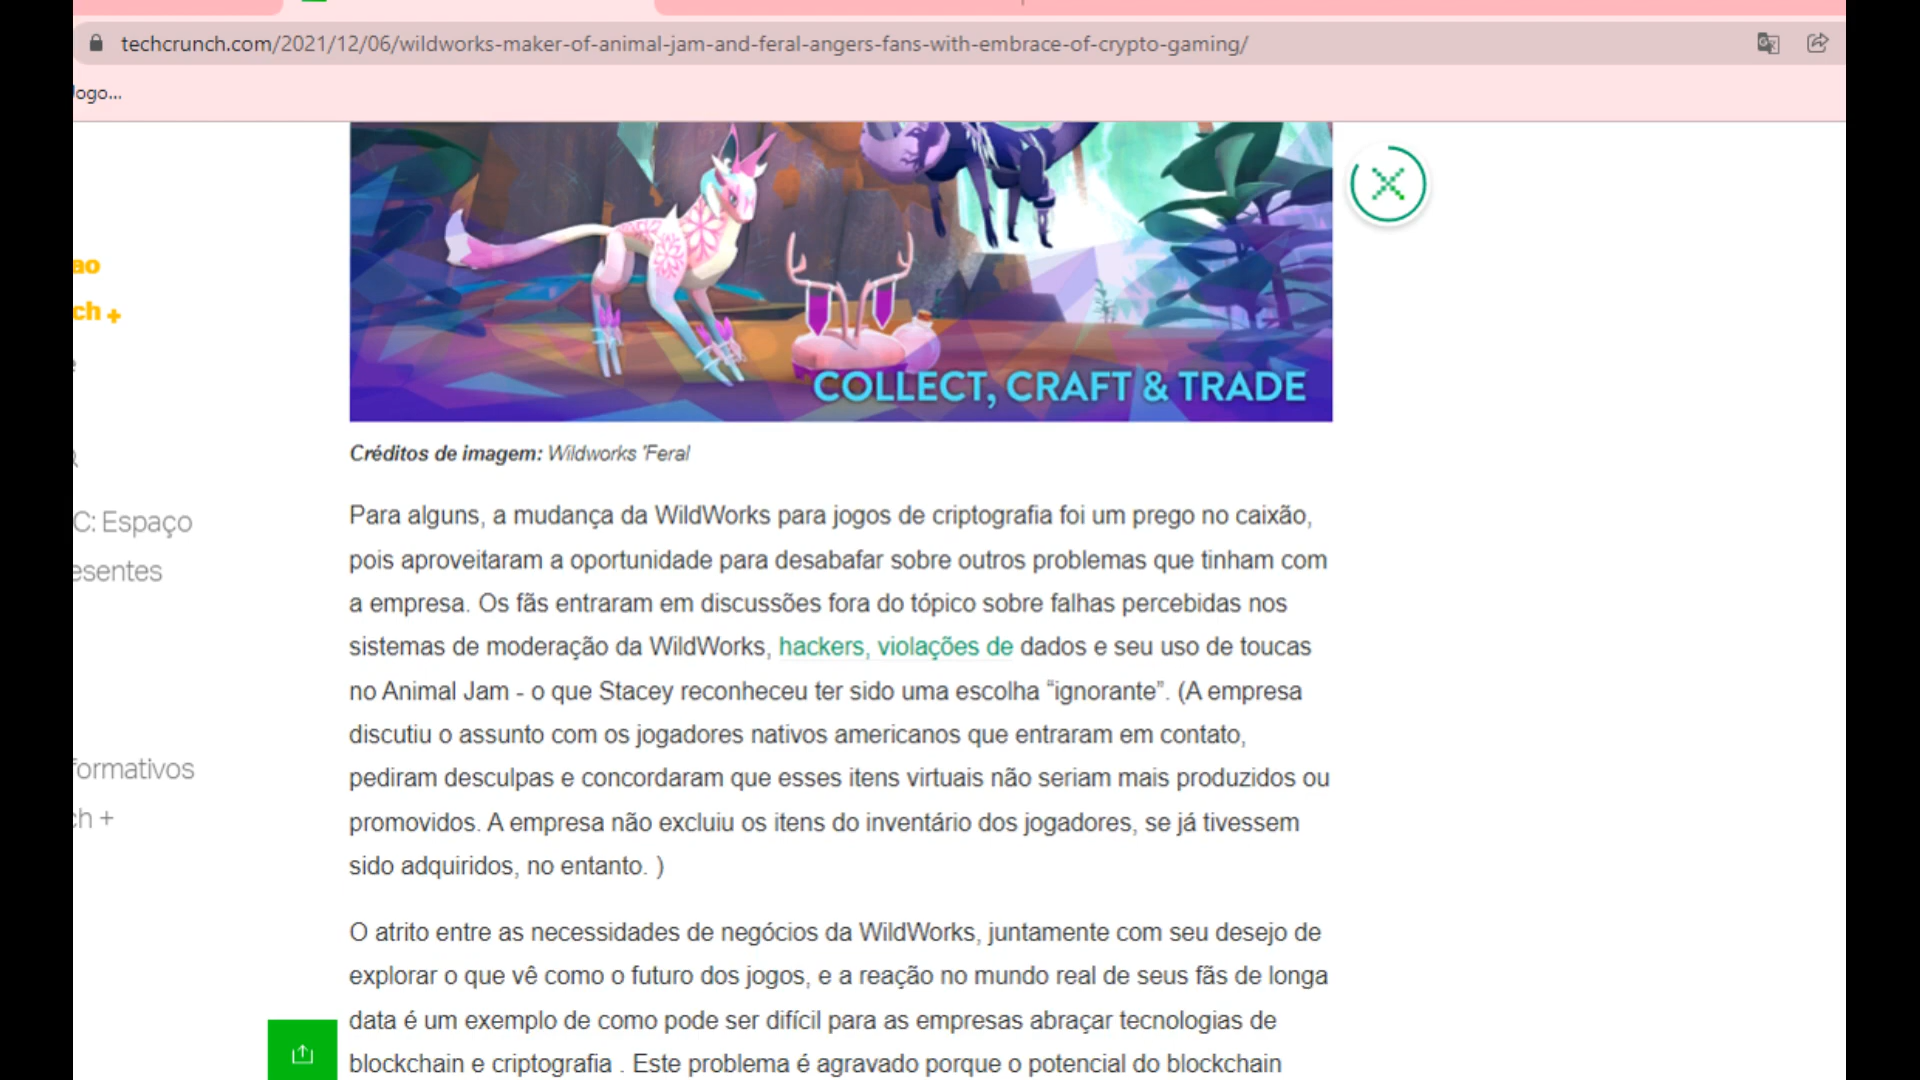 techcrunch.com/2021/12/06/wildworks-maker-of-animal-jam-and-feral-angers-fans-with-embrace-of-crypto-gaming/
ogo...
ao
ch +
C: Espaço
esentes
formativos
ch +
COLLECT, CRAFT & TRADE
Créditos de imagem: Wildworks 'Feral
Para alguns, a mudança da WildWorks para jogos de criptografia foi um prego no caixão,
pois aproveitaram a oportunidade para desabafar sobre outros problemas que tinham com
a empresa. Os fãs entraram em discussões fora do tópico sobre falhas percebidas nos
sistemas de moderação da WildWorks, hackers, violações de dados e seu uso de toucas
no Animal Jam - o que Stacey reconheceu ter sido uma escolha “ignorante”. (A empresa
discutiu o assunto com os jogadores nativos americanos que entraram em contato,
pediram desculpas e concordaram que esses itens virtuais não seriam mais produzidos ou
promovidos. A empresa não excluiu os itens do inventário dos jogadores, se já tivessem
sido adquiridos, no entanto. )
O atrito entre as necessidades de negócios da WildWorks, juntamente com seu desejo de
explorar o que vê como o futuro dos jogos, e a reação no mundo real de seus fãs de longa
data é um exemplo de como pode ser difícil para as empresas abraçar tecnologias de
blockchain e criptografia . Este problema é agravado porque o potencial do blockchain